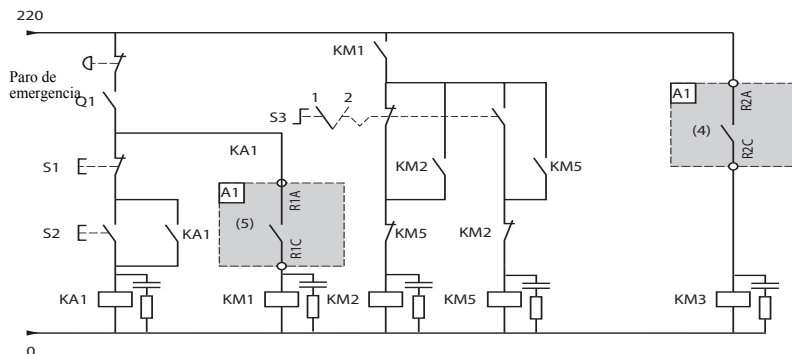 220
Paro de
emergencia
Q1
S1
S2
KA1
KA1
KA1
A1
(5)
R1A
R1C
KM1
KM1
S3
1
2
KM2
KM5
KM5
KM2
KM2
KM5
A1
(4)
R2A
R2C
KM3
0